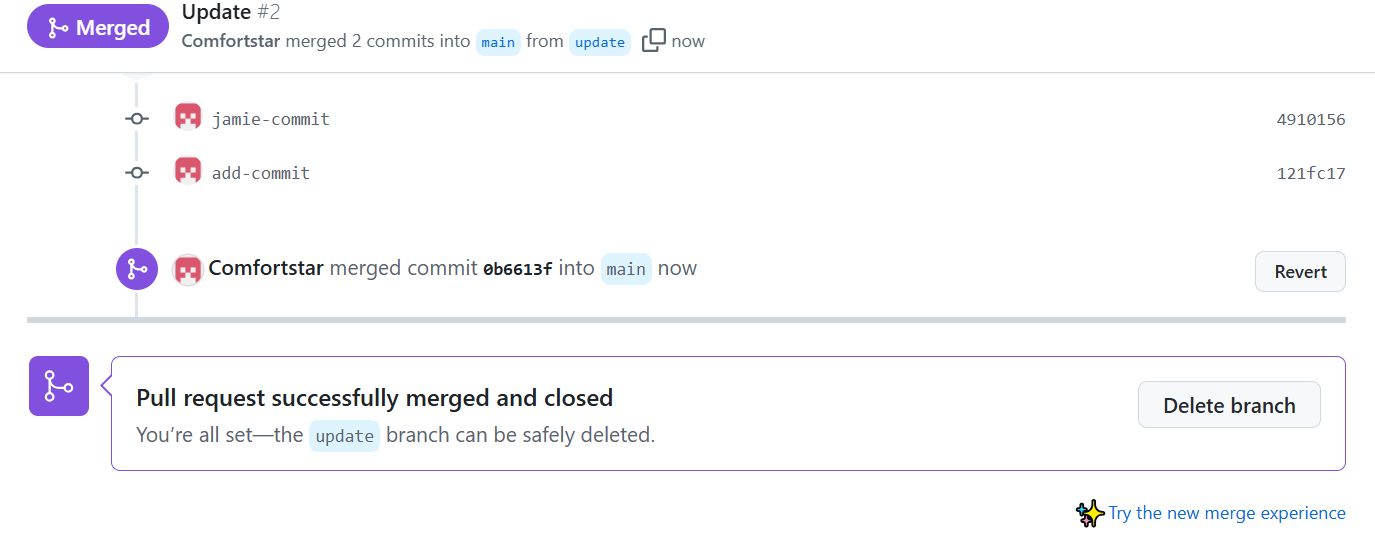 Merged
Update #2
Comfortstar merged 2 commits into main from update now
jamie-commit 4910156
add-commit 121fc17
Comfortstar merged commit 0b6613f into main now
Revert
Pull request successfully merged and closed
You’re all set—the update branch can be safely deleted.
Delete branch
Try the new merge experience